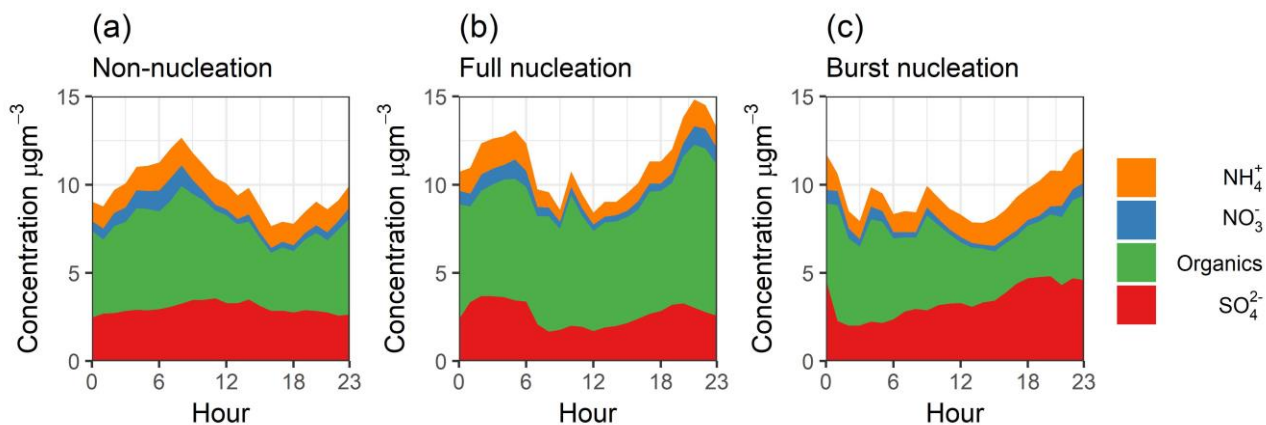 (a)
Non-nucleation
Concentration µgm⁻³
15
10
5
0
0 6 12 18 23
Hour
(b)
Full nucleation
Concentration µgm⁻³
15
10
5
0
0 6 12 18 23
Hour
(c)
Burst nucleation
Concentration µgm⁻³
15
10
5
0
0 6 12 18 23
Hour
NH₄⁺
NO₃⁻
Organics
SO₄²⁻